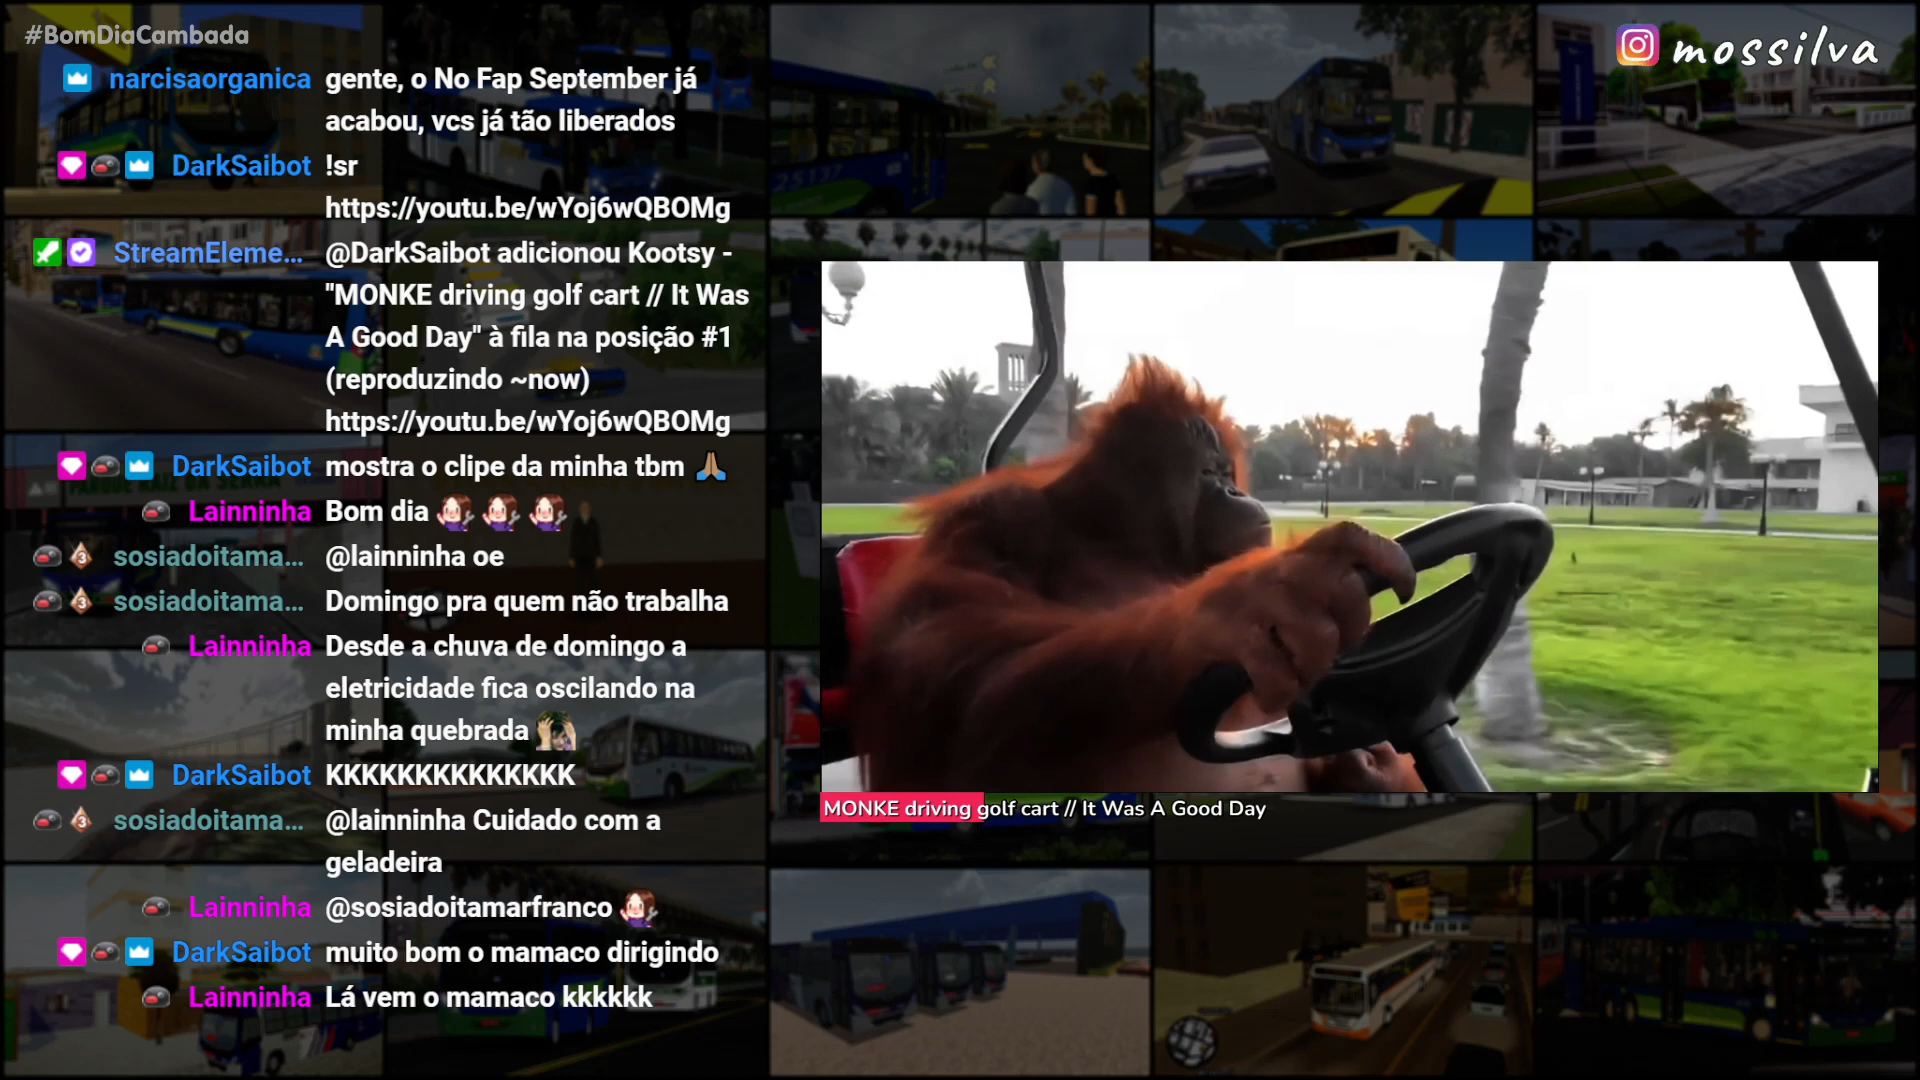 #BomDiaCambada
mossilva
narcisaorganica gente, o No Fap September já
acabou, vcs já tão liberados
DarkSaibot !sr
https://youtu.be/wYoj6wQBOMg
StreamEleme... @DarkSaibot adicionou Kootsy -
"MONKE driving golf cart // It Was
A Good Day" à fila na posição #1
(reproduzindo ~now)
https://youtu.be/wYoj6wQBOMg
DarkSaibot mostra o clipe da minha tbm 🙏🏽
Lainninha Bom dia
sosiadoitama... @lainninha oe
sosiadoitama... Domingo pra quem não trabalha
Lainninha Desde a chuva de domingo a
eletricidade fica oscilando na
minha quebrada
DarkSaibot KKKKKKKKKKKKKK
sosiadoitama... @lainninha Cuidado com a
geladeira
Lainninha @sosiadoitamarfranco
DarkSaibot muito bom o mamaco dirigindo
Lainninha Lá vem o mamaco kkkkkk
MONKE driving golf cart // It Was A Good Day
25137